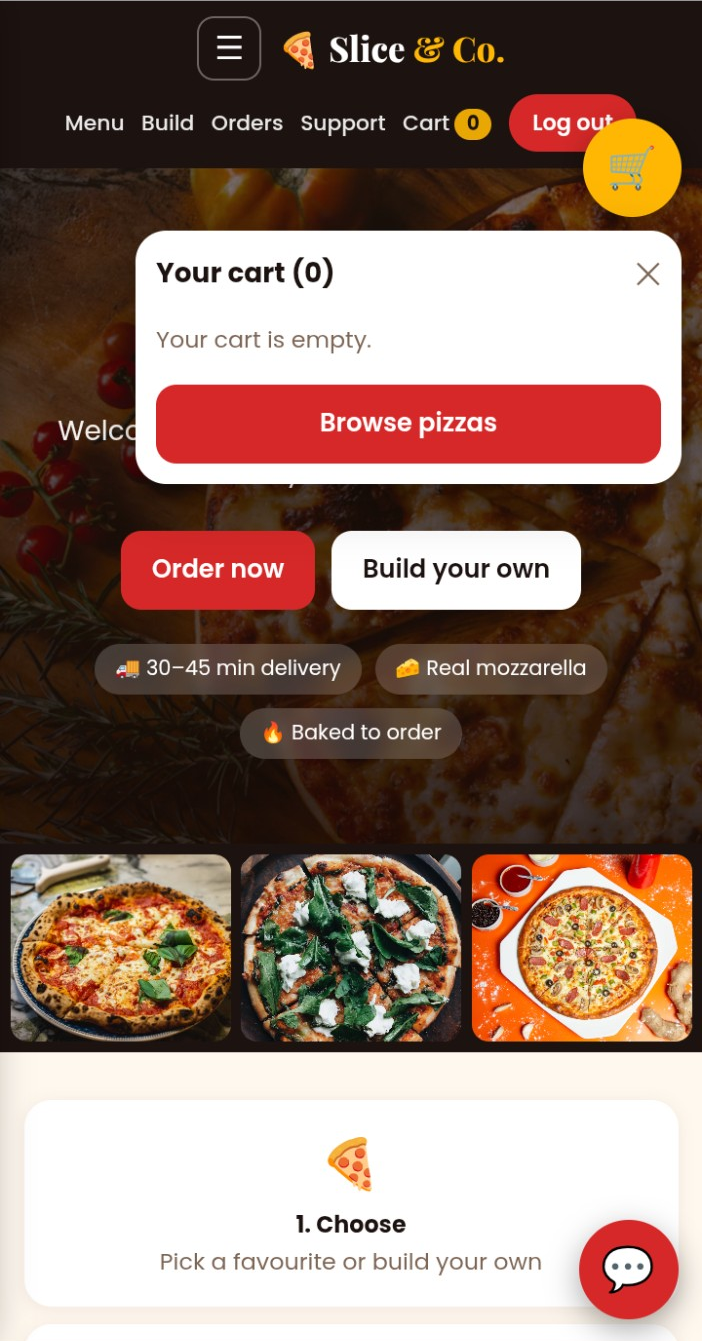 Slice & Co.
Menu Build Orders Support Cart 0 Log out
Your cart (0)
Your cart is empty.
Browse pizzas
Order now Build your own
30–45 min delivery Real mozzarella
Baked to order
1. Choose
Pick a favourite or build your own